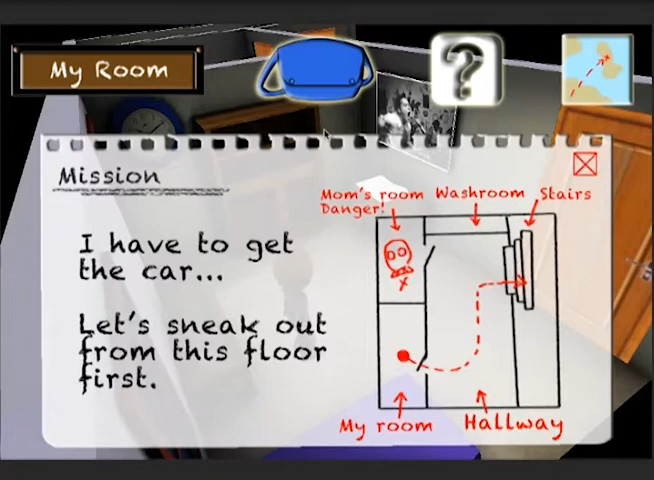 My Room
?
Mission
I have to get
the car...
Let's sneak out
from this floor
first.
Mom's room
Danger!
Washroom
Stairs
My room
Hallway